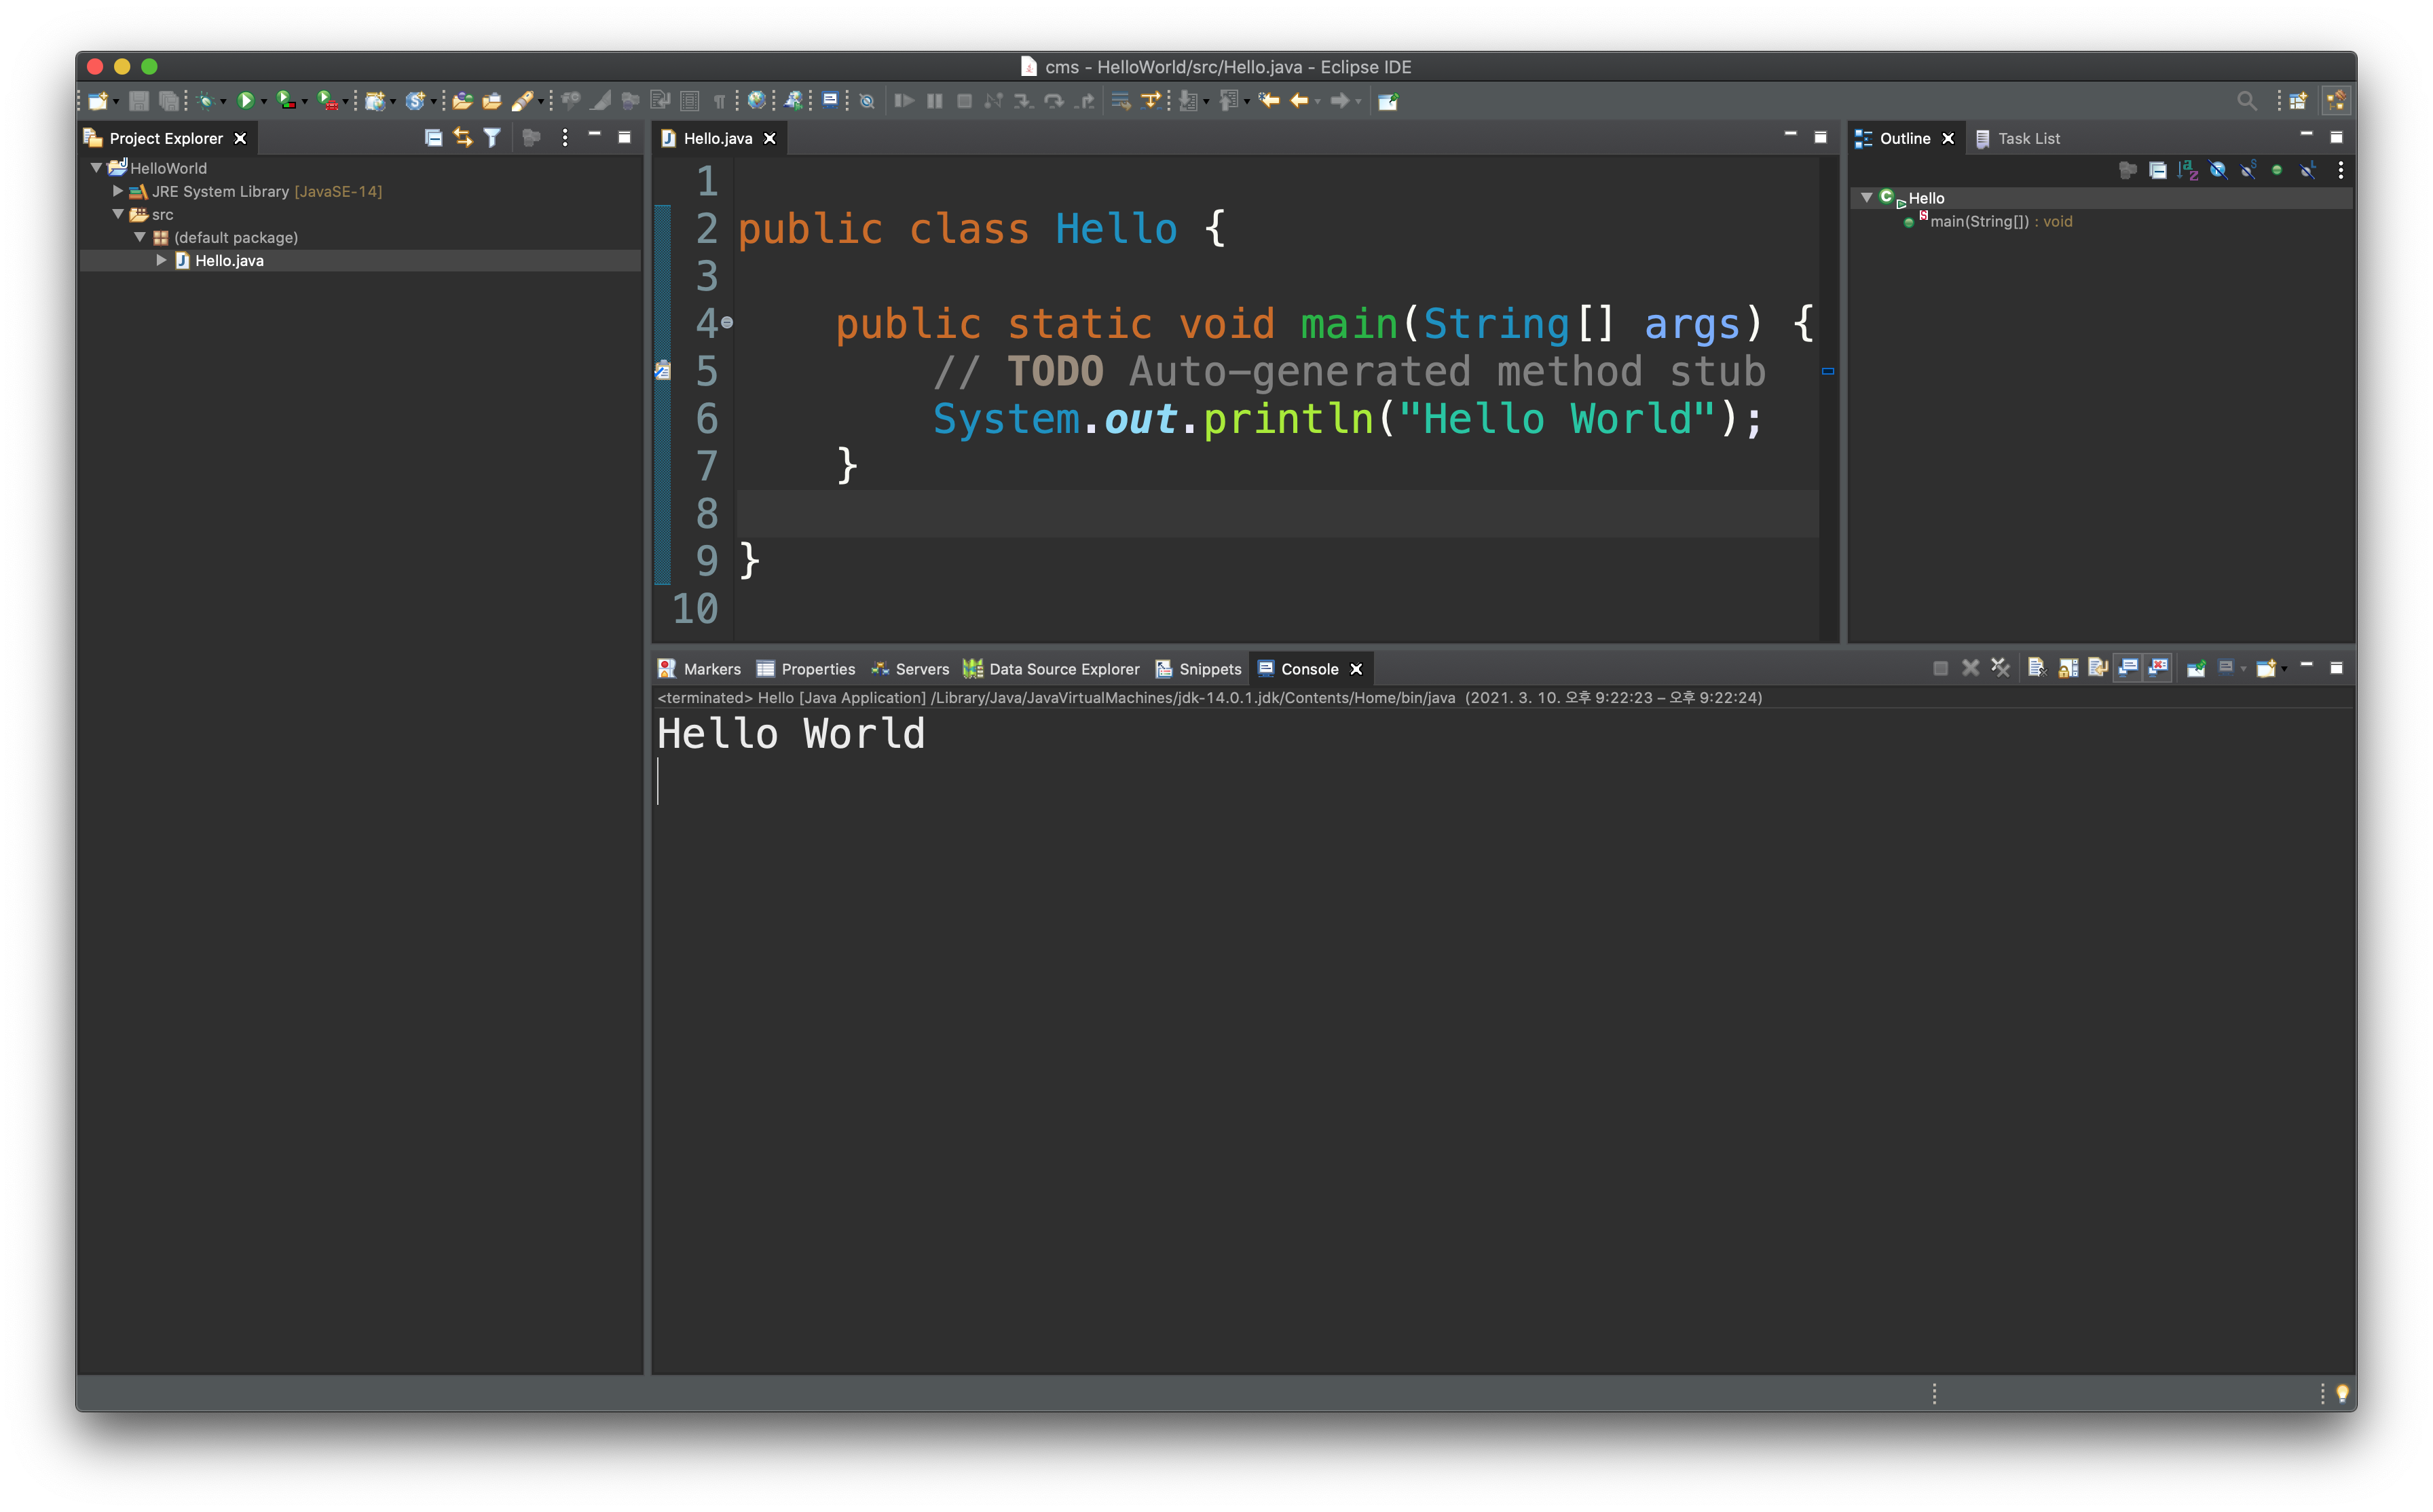 cms - HelloWorld/src/Hello.java - Eclipse IDE
Project Explorer
HelloWorld
JRE System Library [JavaSE-14]
src
(default package)
Hello.java
Hello.java
1
2 public class Hello {
3
4 public static void main(String[] args) {
5 // TODO Auto-generated method stub
6 System.out.println("Hello World");
7 }
8
9 }
10
Outline Task List
Hello
main(String[]) : void
Markers Properties Servers Data Source Explorer Snippets Console
<terminated> Hello [Java Application] /Library/Java/JavaVirtualMachines/jdk-14.0.1.jdk/Contents/Home/bin/java (2021. 3. 10. 오후 9:22:23 – 오후 9:22:24)
Hello World